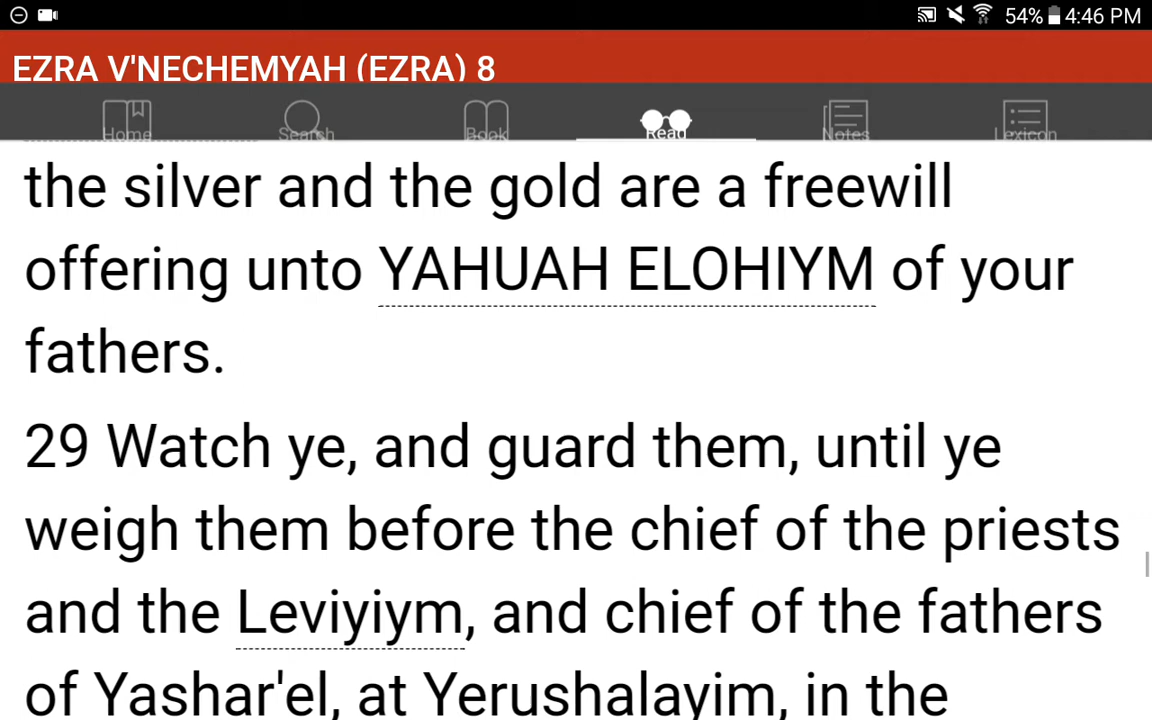 54% 4:46 PM
EZRA V'NECHEMYAH (EZRA) 8
Home Search Book Read Notes Lexicon
the silver and the gold are a freewill
offering unto YAHUAH ELOHIYM of your
fathers.
29 Watch ye, and guard them, until ye
weigh them before the chief of the priests
and the Leviyiym, and chief of the fathers
of Yashar'el, at Yerushalayim, in the